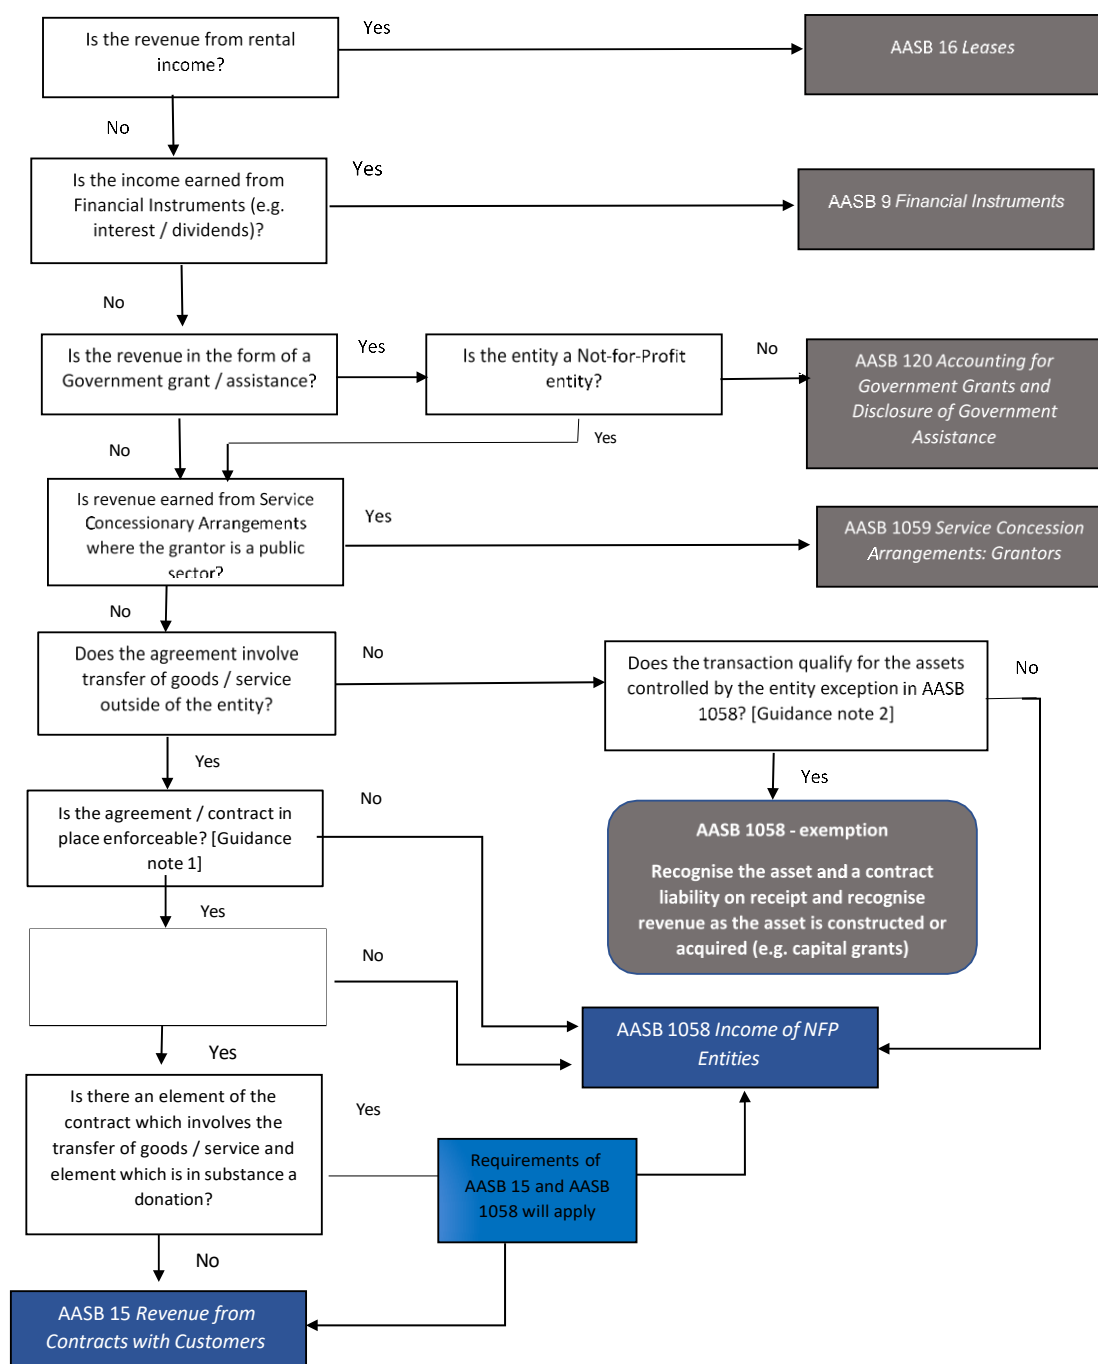 Is the revenue from rental
income?
Yes
AASB 16 Leases
No
Is the income earned from
Financial Instruments (e.g.
interest / dividends)?
Yes
AASB 9 Financial Instruments
No
Is the revenue in the form of a
Government grant / assistance?
Yes
Is the entity a Not-for-Profit
entity?
No
AASB 120 Accounting for
Government Grants and
Disclosure of Government
Assistance
No
Yes
Is revenue earned from Service
Concessionary Arrangements
where the grantor is a public
sector?
Yes
AASB 1059 Service Concession
Arrangements: Grantors
No
Does the agreement involve
transfer of goods / service
outside of the entity?
No
Does the transaction qualify for the assets
controlled by the entity exception in AASB
1058? [Guidance note 2]
No
Yes
Yes
Is the agreement / contract in
place enforceable? [Guidance
note 1]
No
AASB 1058 - exemption
Recognise the asset and a contract
liability on receipt and recognise
revenue as the asset is constructed or
acquired (e.g. capital grants)
Yes
No
AASB 1058 Income of NFP
Entities
Yes
Is there an element of the
contract which involves the
transfer of goods / service and
element which is in substance a
donation?
Yes
Requirements of
AASB 15 and AASB
1058 will apply
No
AASB 15 Revenue from
Contracts with Customers